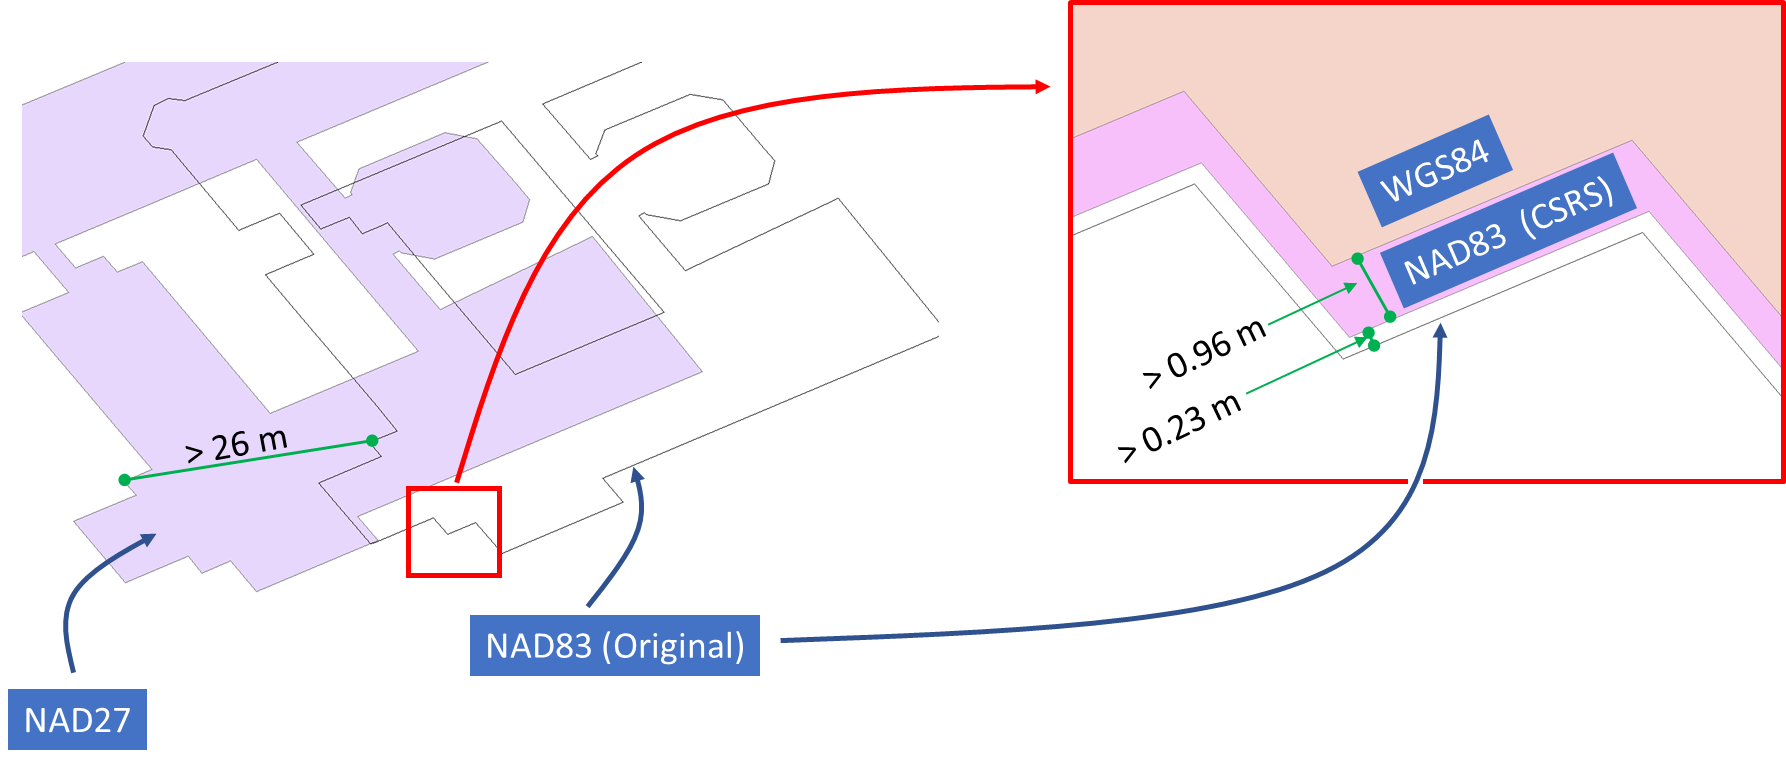 WGS84
NAD83 (CSRS)
> 0.96 m
> 0.23 m
> 26 m
NAD83 (Original)
NAD27